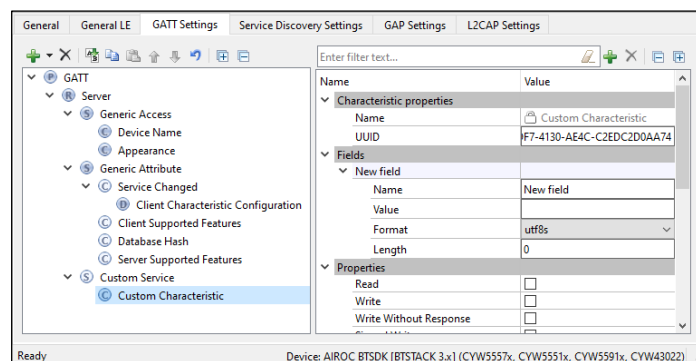 General General LE GATT Settings Service Discovery Settings GAP Settings L2CAP Settings
Enter filter text...
P GATT
R Server
S Generic Access
C Device Name
C Appearance
S Generic Attribute
C Service Changed
D Client Characteristic Configuration
C Client Supported Features
C Database Hash
C Server Supported Features
S Custom Service
C Custom Characteristic
Name Value
Characteristic properties
Name Custom Characteristic
UUID F7-4130-AE4C-C2EDC2D0AA74
Fields
New field
Name New field
Value
Format utf8s
Length 0
Properties
Read
Write
Write Without Response
Ready Device: AIROC BTSDK [BTSTACK 3.x] (CYW5557x, CYW5551x, CYW5591x, CYW43022)